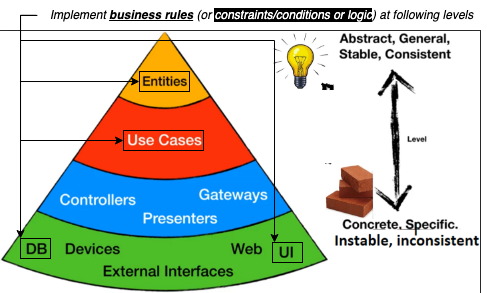 Implement business rules (or constraints/conditions or logic) at following levels
Abstract, General,
Stable, Consistent
Entities
Use Cases
Level
Controllers
Gateways
Presenters
Concrete, Specific.
Instable, inconsistent
DB
Devices
Web
UI
External Interfaces